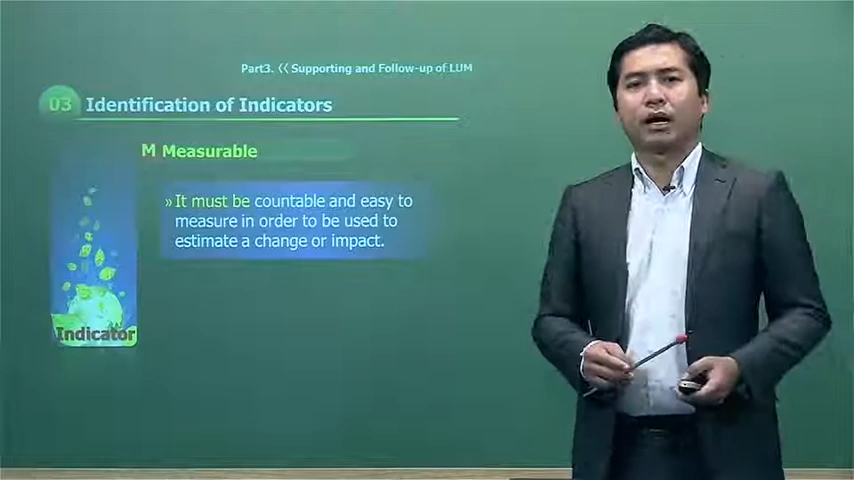 Part3. 《 Supporting and Follow-up of LUM
03 Identification of Indicators
M Measurable
» It must be countable and easy to
measure in order to be used to
estimate a change or impact.
Indicator